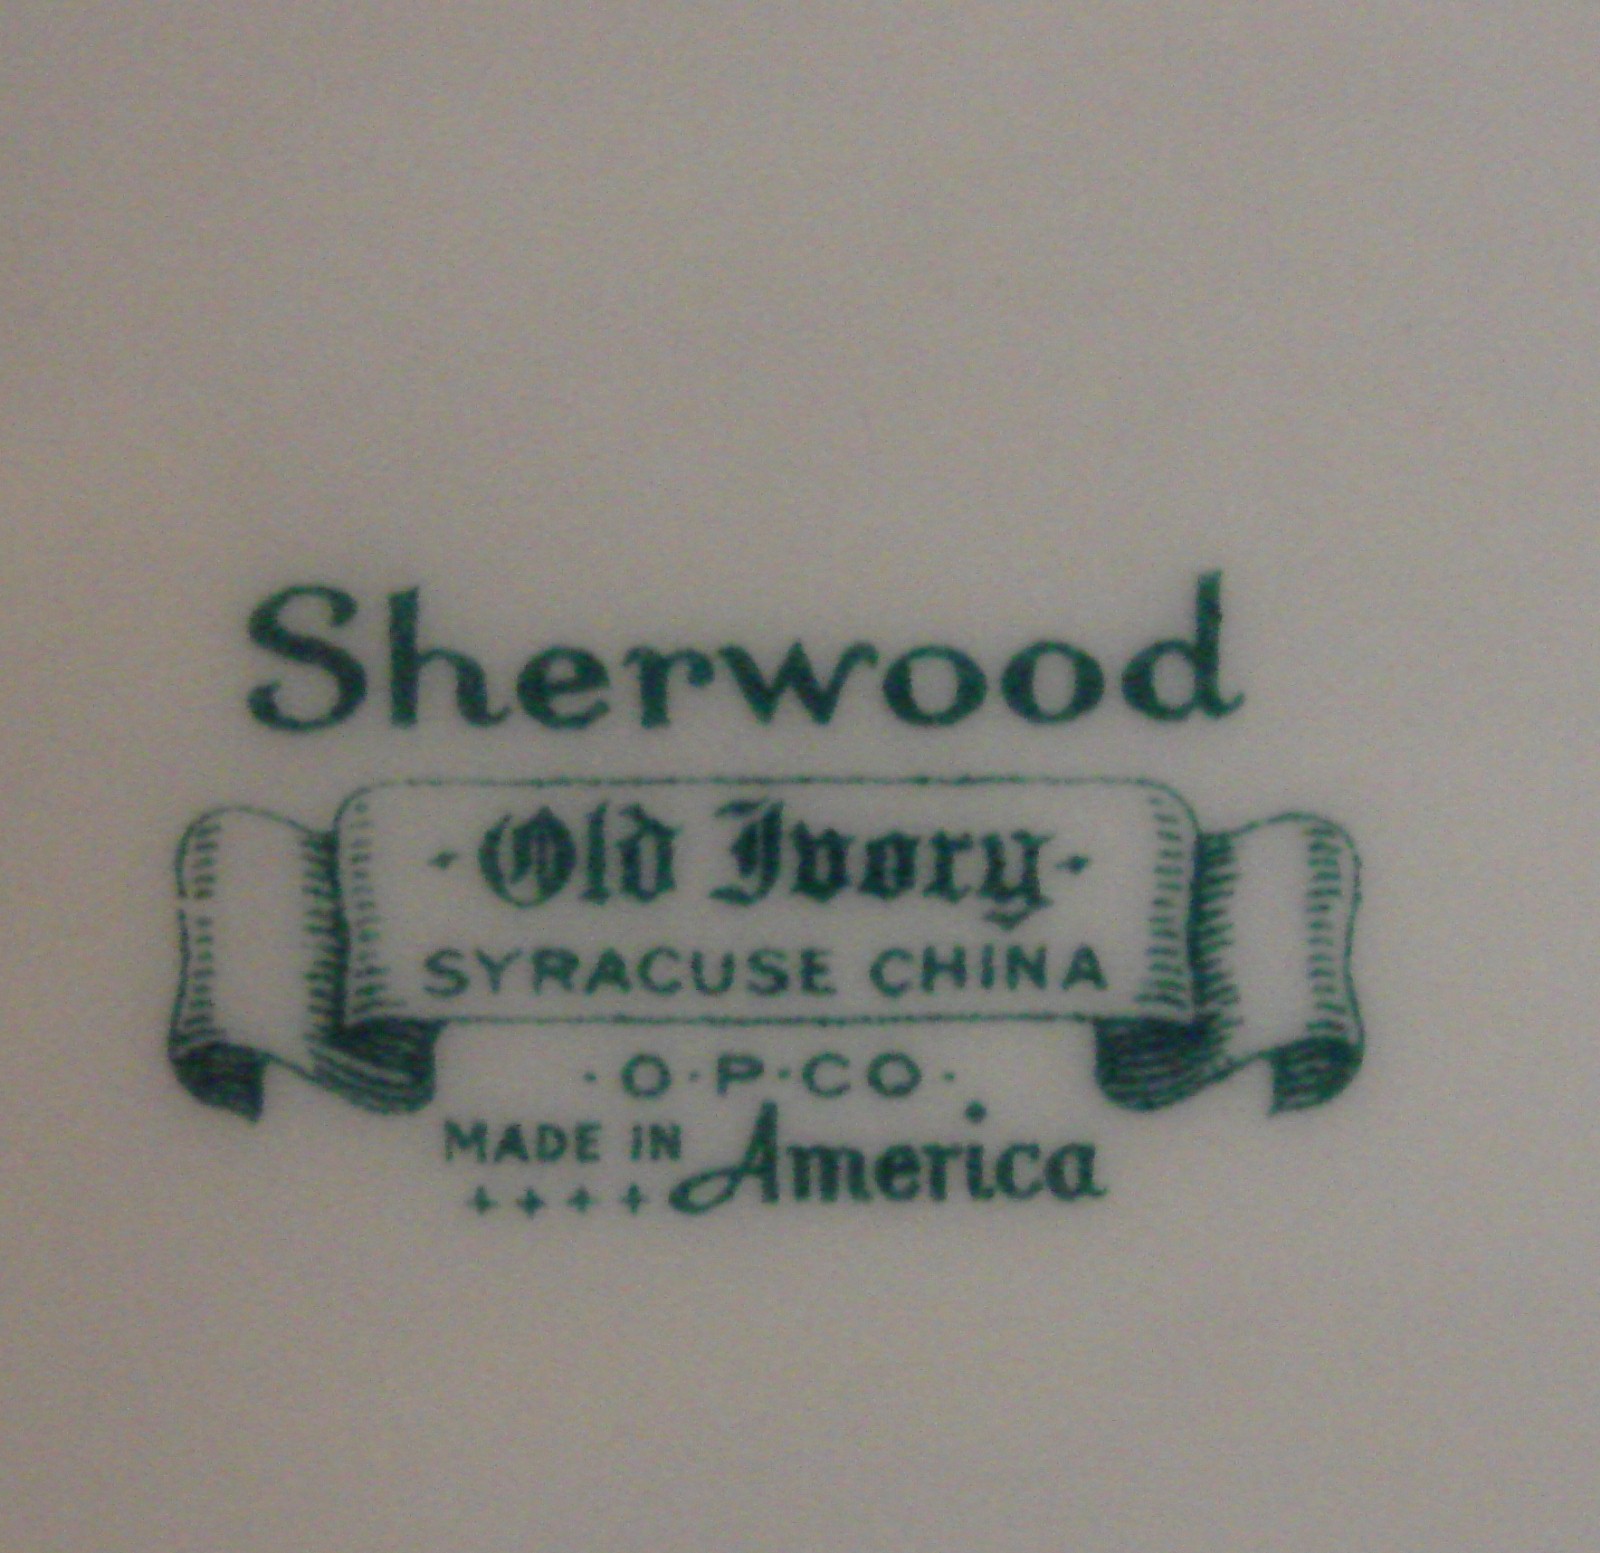 Sherwood
· Old Ivory ·
SYRACUSE CHINA
· O · P · CO ·
MADE IN America
++++